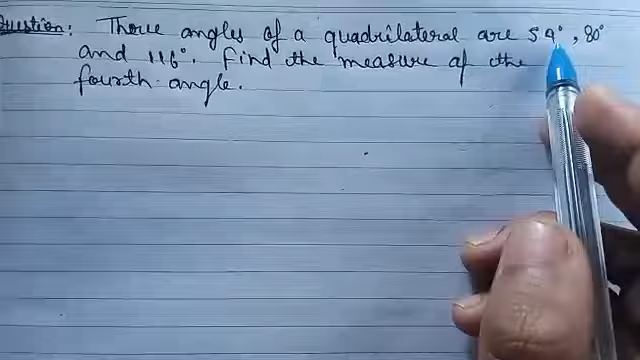 Question: Three angles of a quadrilateral are 54°, 80°
and 116°. Find the measure of the
fourth angle.